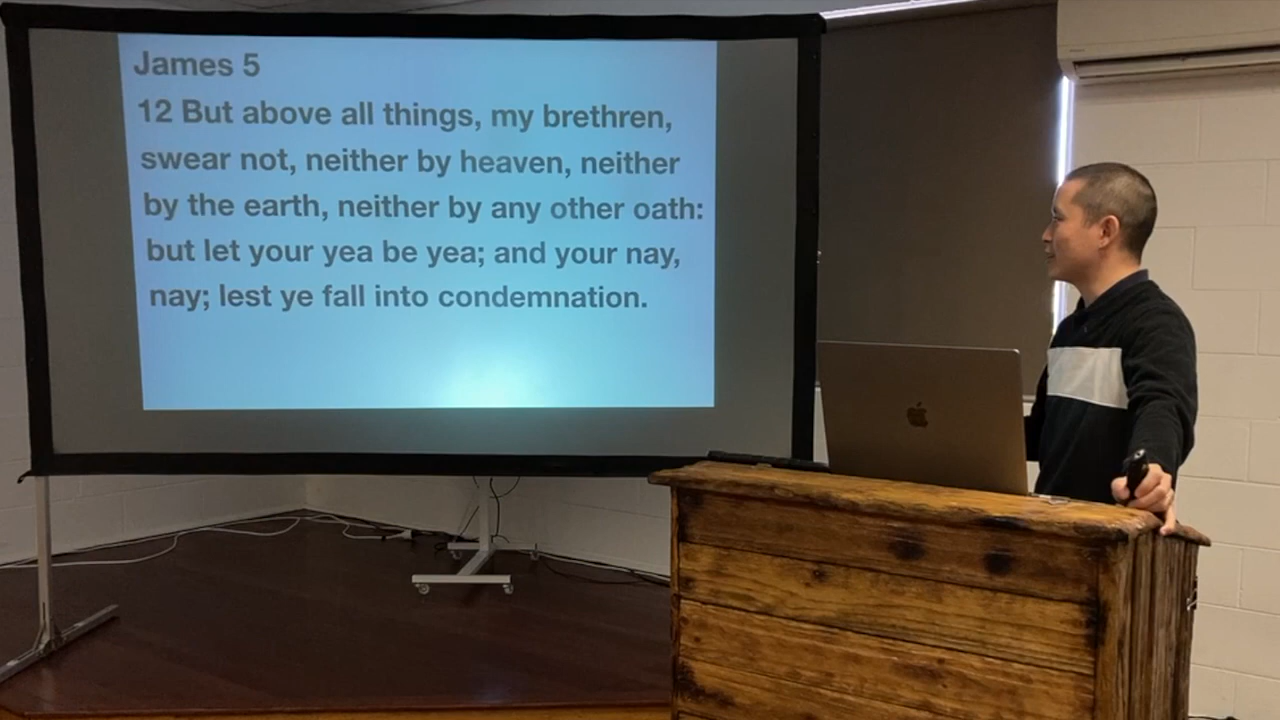 James 5
12 But above all things, my brethren,
swear not, neither by heaven, neither
by the earth, neither by any other oath:
but let your yea be yea; and your nay,
nay; lest ye fall into condemnation.